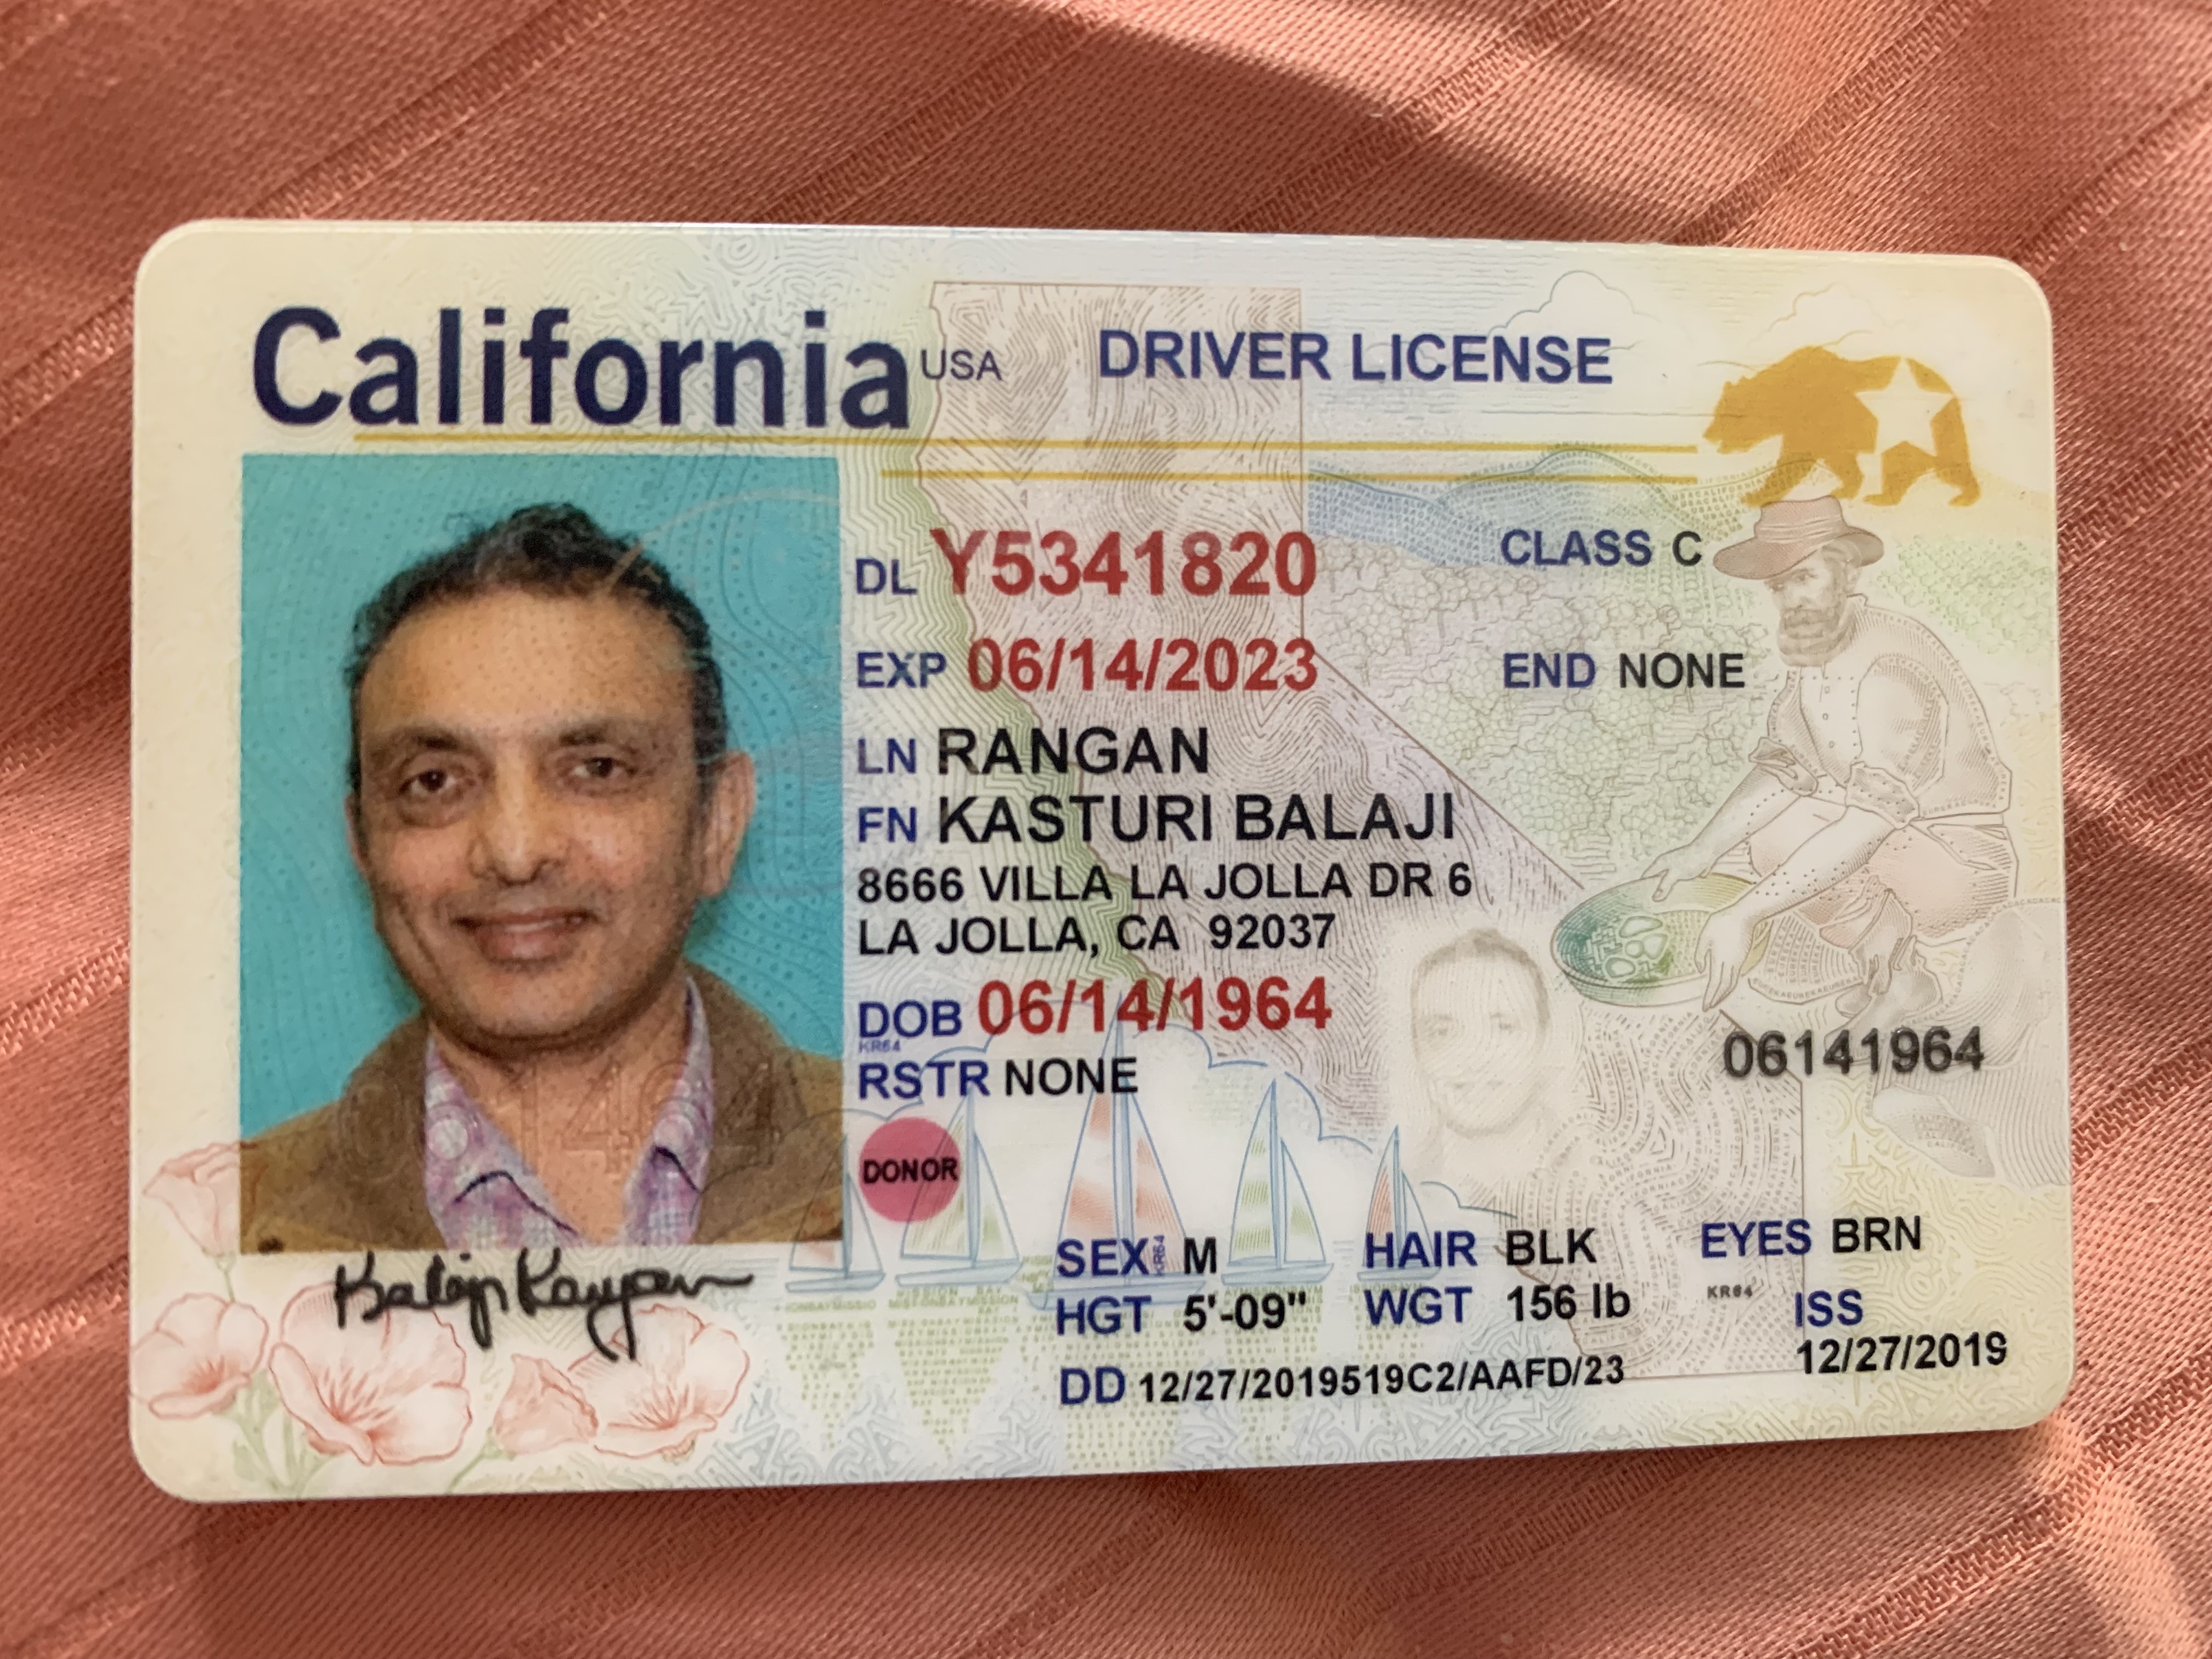 California USA DRIVER LICENSE
DL Y5341820
CLASS C
EXP 06/14/2023
END NONE
LN RANGAN
FN KASTURI BALAJI
8666 VILLA LA JOLLA DR 6
LA JOLLA, CA 92037
DOB 06/14/1964
KR64
06141964
RSTR NONE
DONOR
SEX M
HAIR BLK
EYES BRN
HGT 5'-09"
WGT 156 lb
KR64
ISS
12/27/2019
DD 12/27/2019519C2/AAFD/23
Balaji Rangan